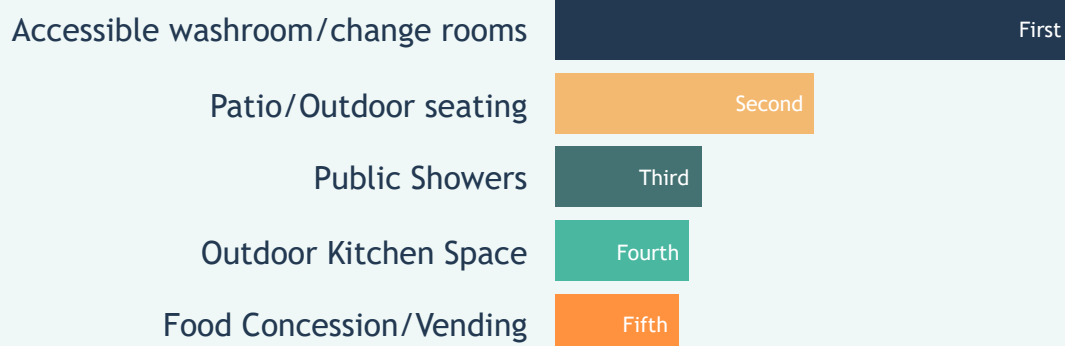 Accessible washroom/change rooms First
Patio/Outdoor seating Second
Public Showers Third
Outdoor Kitchen Space Fourth
Food Concession/Vending Fifth